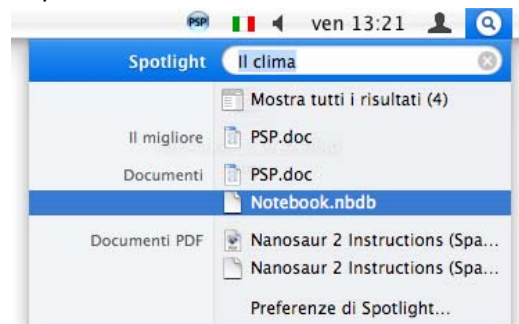 PSP ven 13:21
Spotlight Il clima
Mostra tutti i risultati (4)
Il migliore PSP.doc
Documenti PSP.doc
Notebook.nbdb
Documenti PDF Nanosaur 2 Instructions (Spa...
Nanosaur 2 Instructions (Spa...
Preferenze di Spotlight...